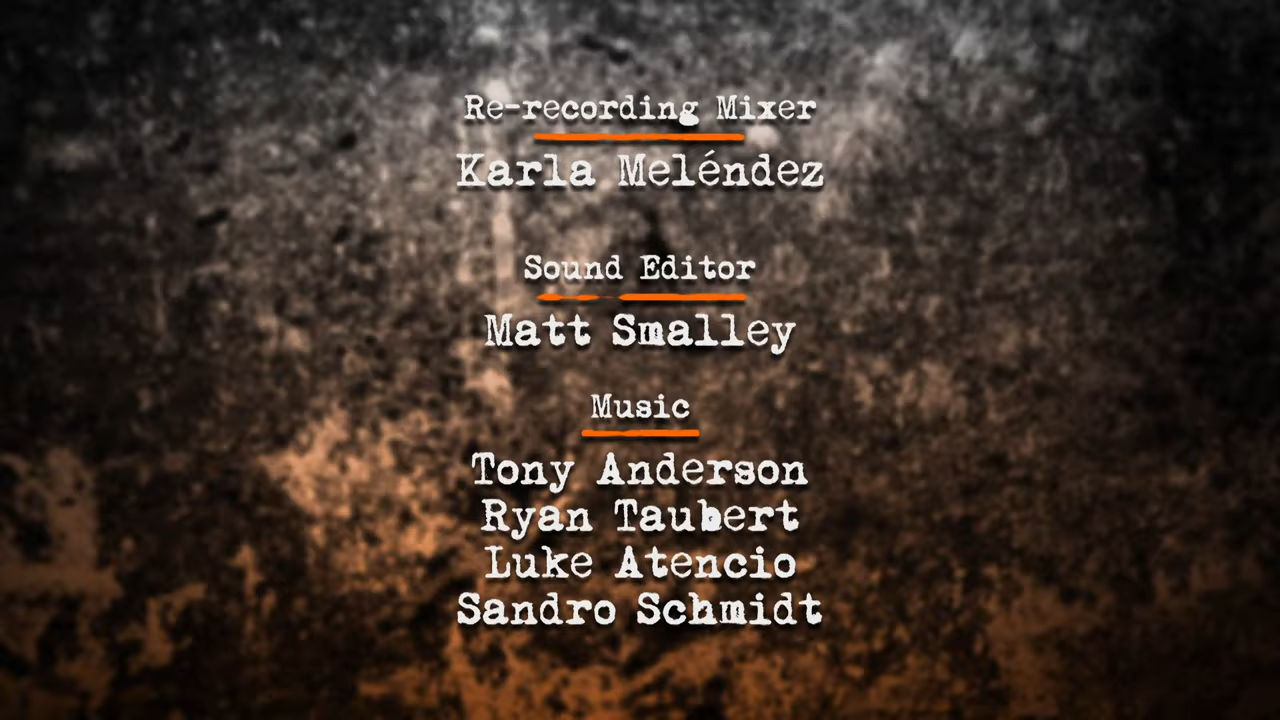 Re-recording Mixer
Karla Meléndez
Sound Editor
Matt Smalley
Music
Tony Anderson
Ryan Taubert
Luke Atencio
Sandro Schmidt